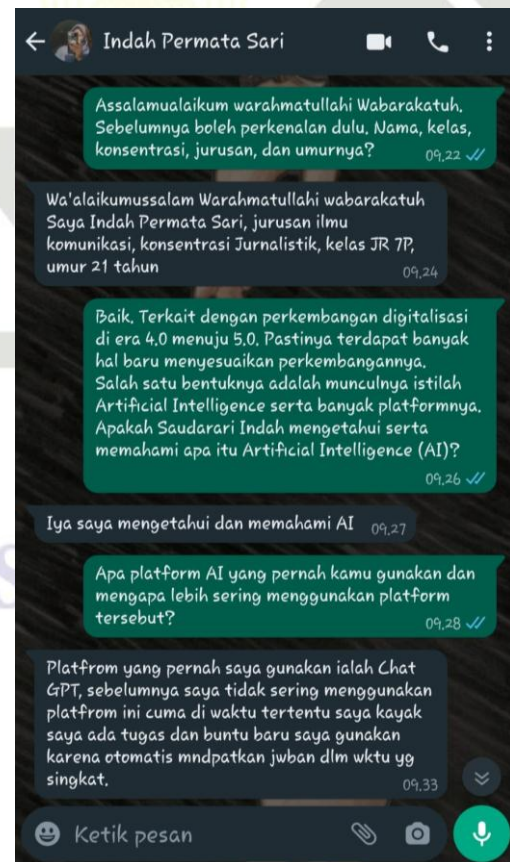 Indah Permata Sari
Assalamualaikum warahmatullahi Wabarakatuh.
Sebelumnya boleh perkenalan dulu. Nama, kelas,
konsentrasi, jurusan, dan umurnya?
09.22
Wa'alaikumussalam Warahmatullahi wabarakatuh
Saya Indah Permata Sari, jurusan ilmu
komunikasi, konsentrasi Jurnalistik, kelas JR 7P,
umur 21 tahun
09.24
Baik. Terkait dengan perkembangan digitalisasi
di era 4.0 menuju 5.0. Pastinya terdapat banyak
hal baru menyesuaikan perkembangannya.
Salah satu bentuknya adalah munculnya istilah
Artificial Intelligence serta banyak platformnya.
Apakah Saudarari Indah mengetahui serta
memahami apa itu Artificial Intelligence (AI)?
09.26
Iya saya mengetahui dan memahami AI 09.27
Apa platform AI yang pernah kamu gunakan dan
mengapa lebih sering menggunakan platform
tersebut?
09.28
Platfrom yang pernah saya gunakan ialah Chat
GPT, sebelumnya saya tidak sering menggunakan
platfrom ini cuma di waktu tertentu saya kayak
saya ada tugas dan buntu baru saya gunakan
karena otomatis mndpatkan jwban dlm wktu yg
singkat.
09.33
Ketik pesan